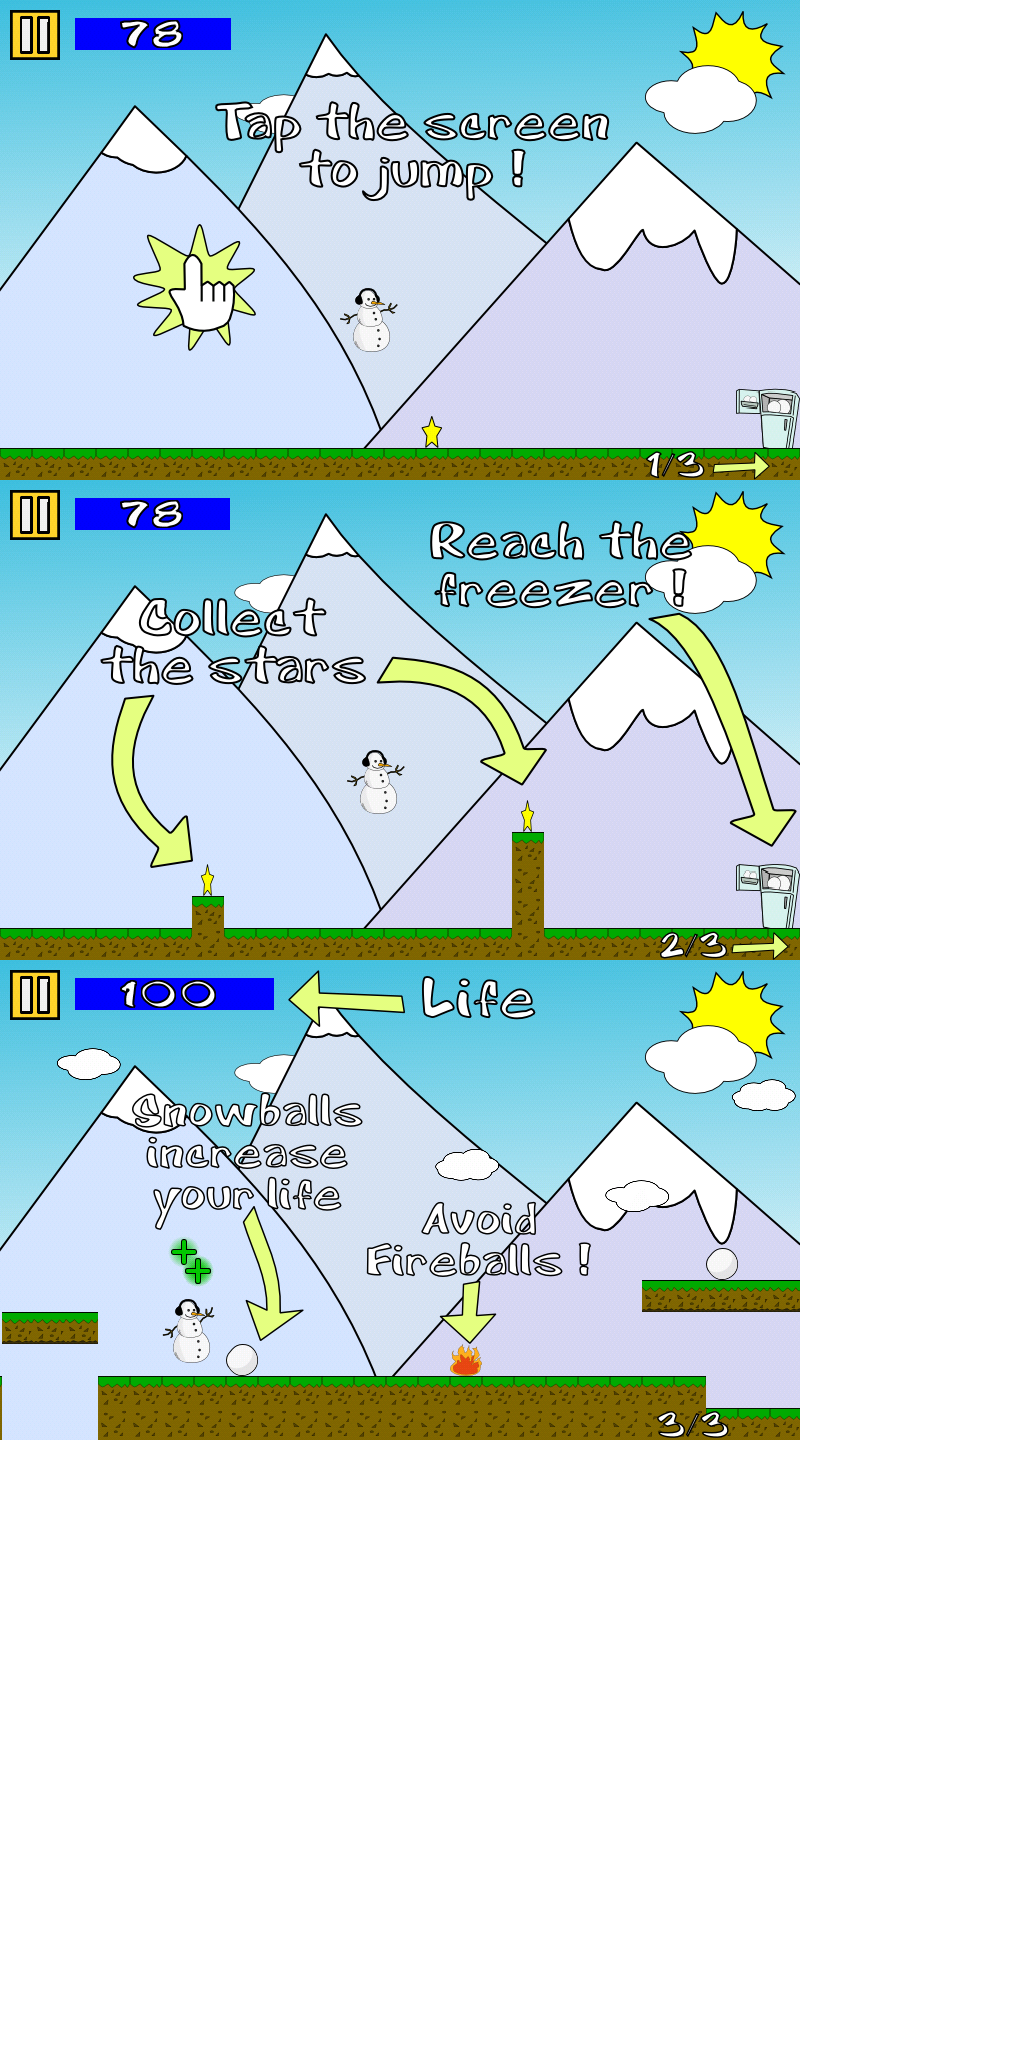 78
Tap the screen
to jump !
1/3
78
Reach the
freezer !
Collect
the stars
2/3
100
Life
Snowballs
increase
your life
Avoid
Fireballs !
3/3